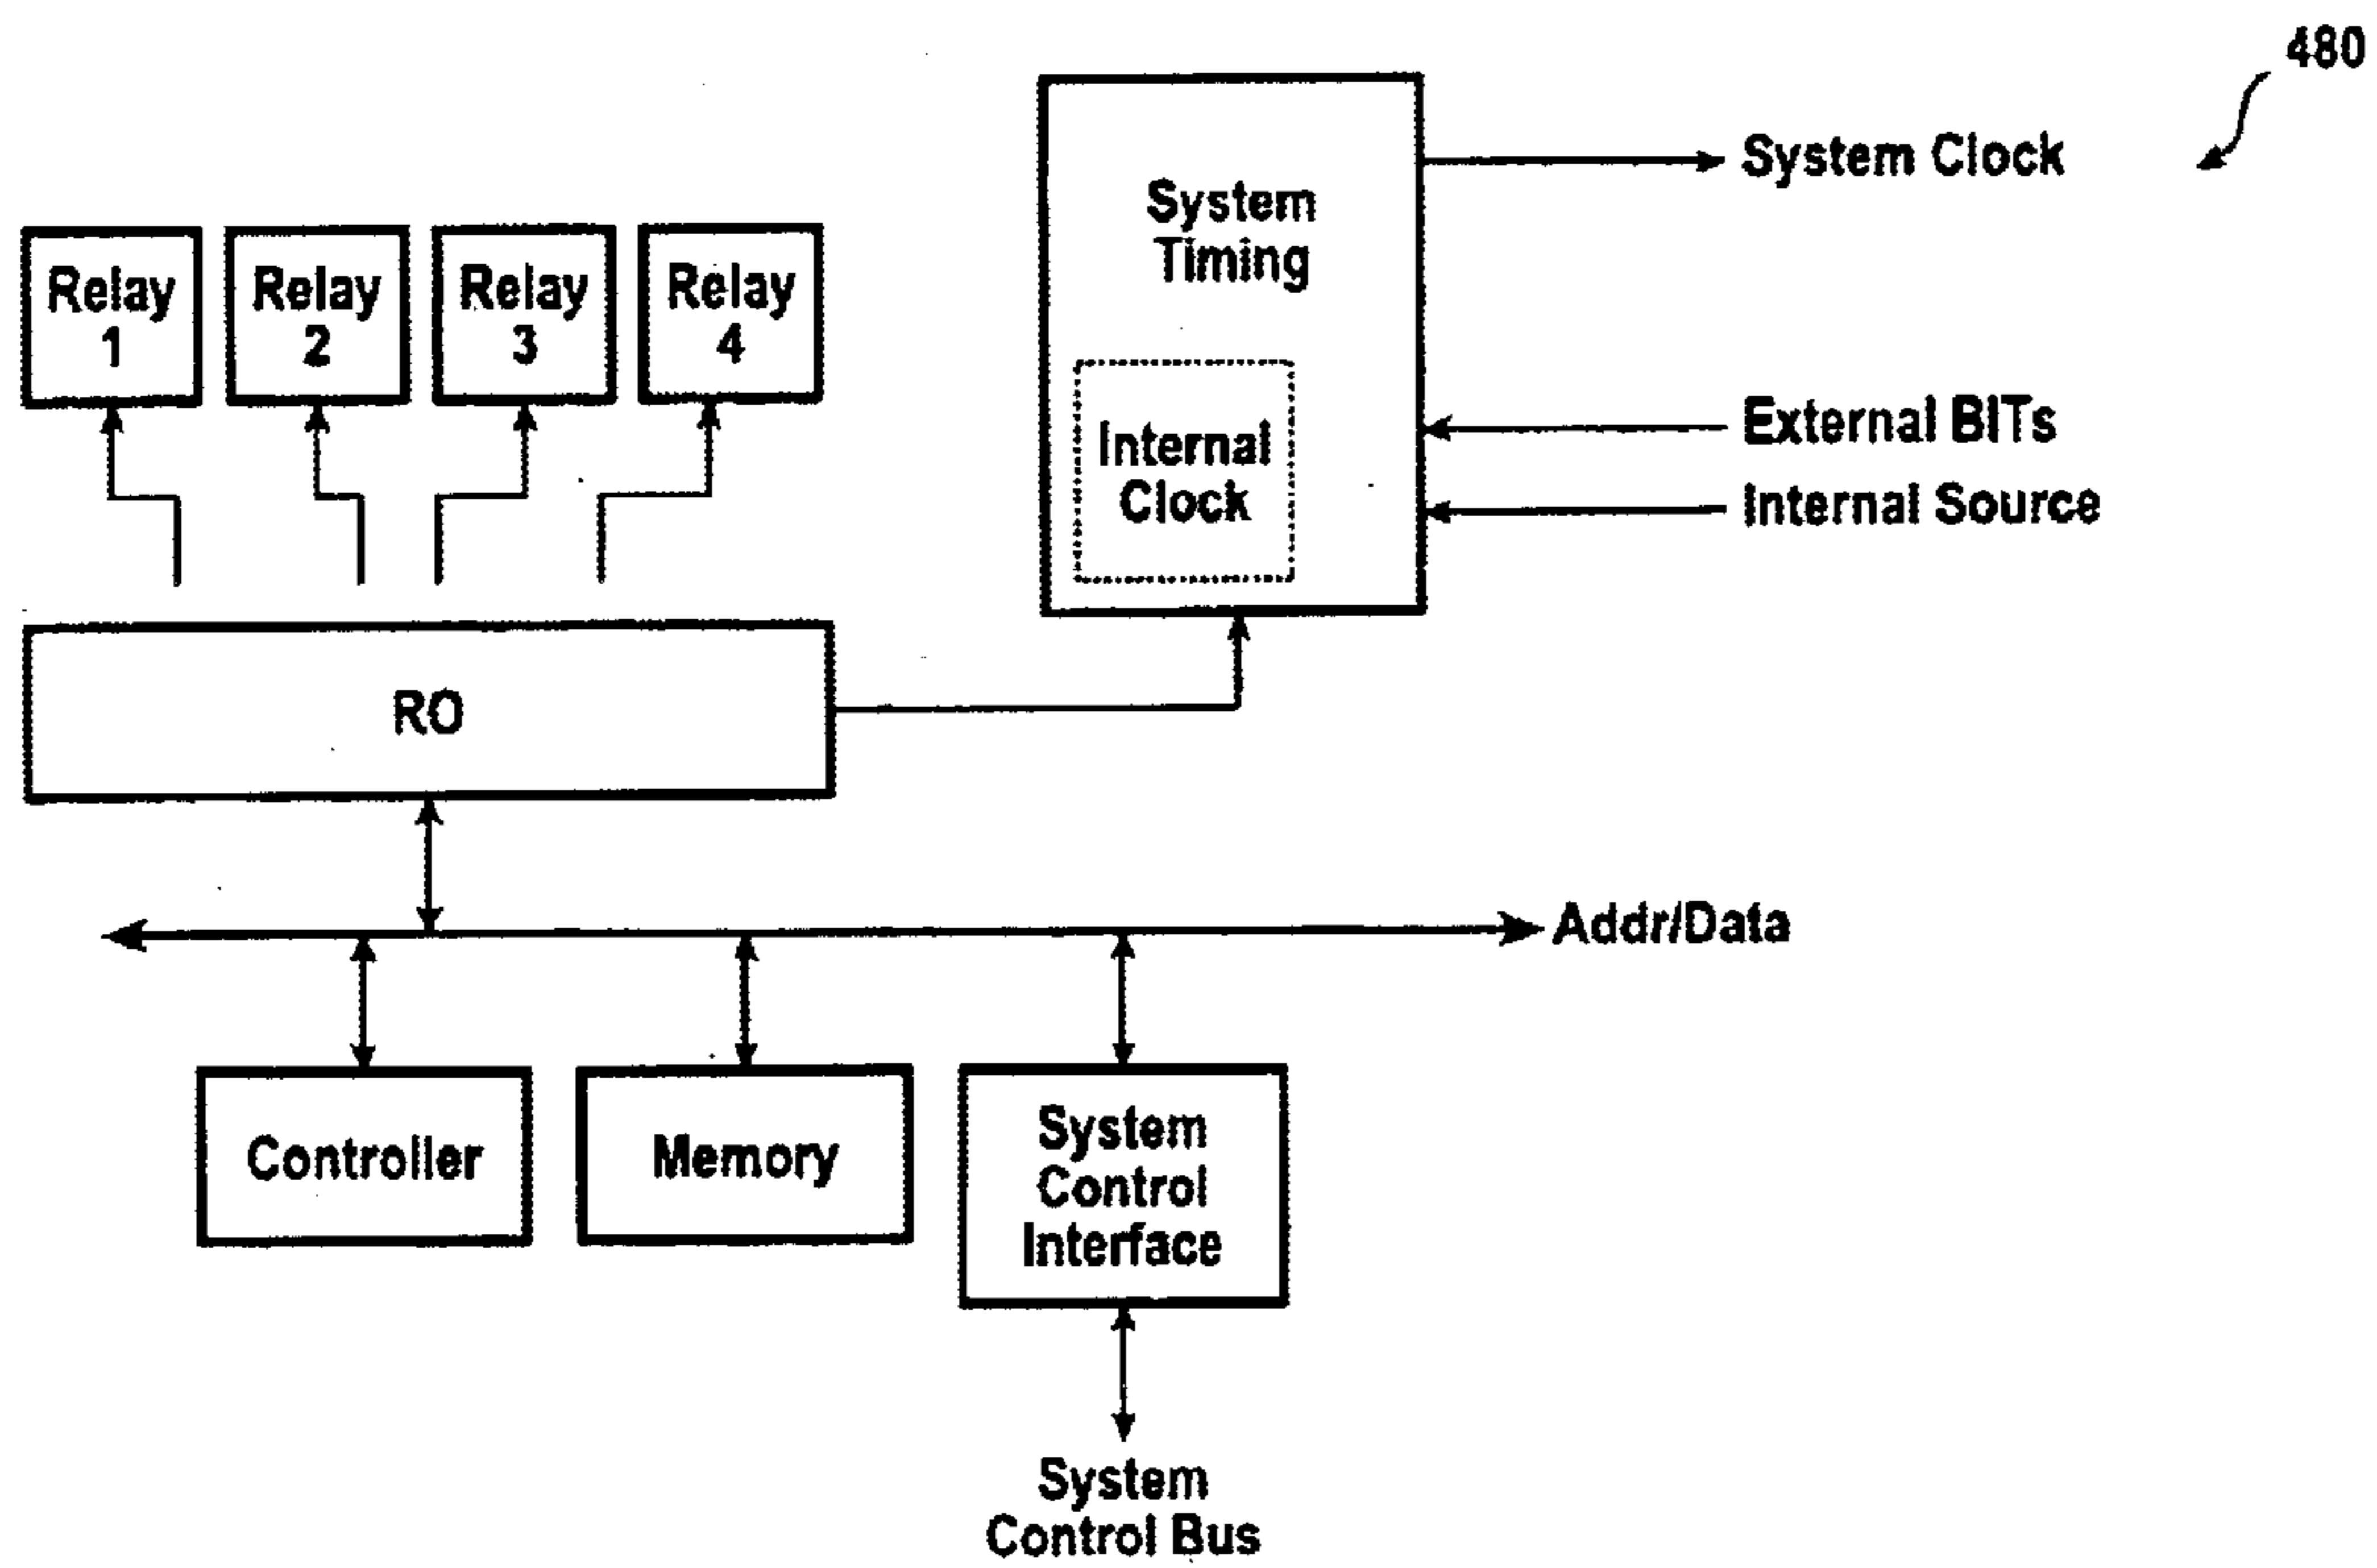 480
System Clock
System
Timing
Relay
1
Relay
2
Relay
3
Relay
4
External BITs
Internal
Clock
Internal Source
RO
Addr/Data
Controller
Memory
System
Control
Interface
System
Control Bus